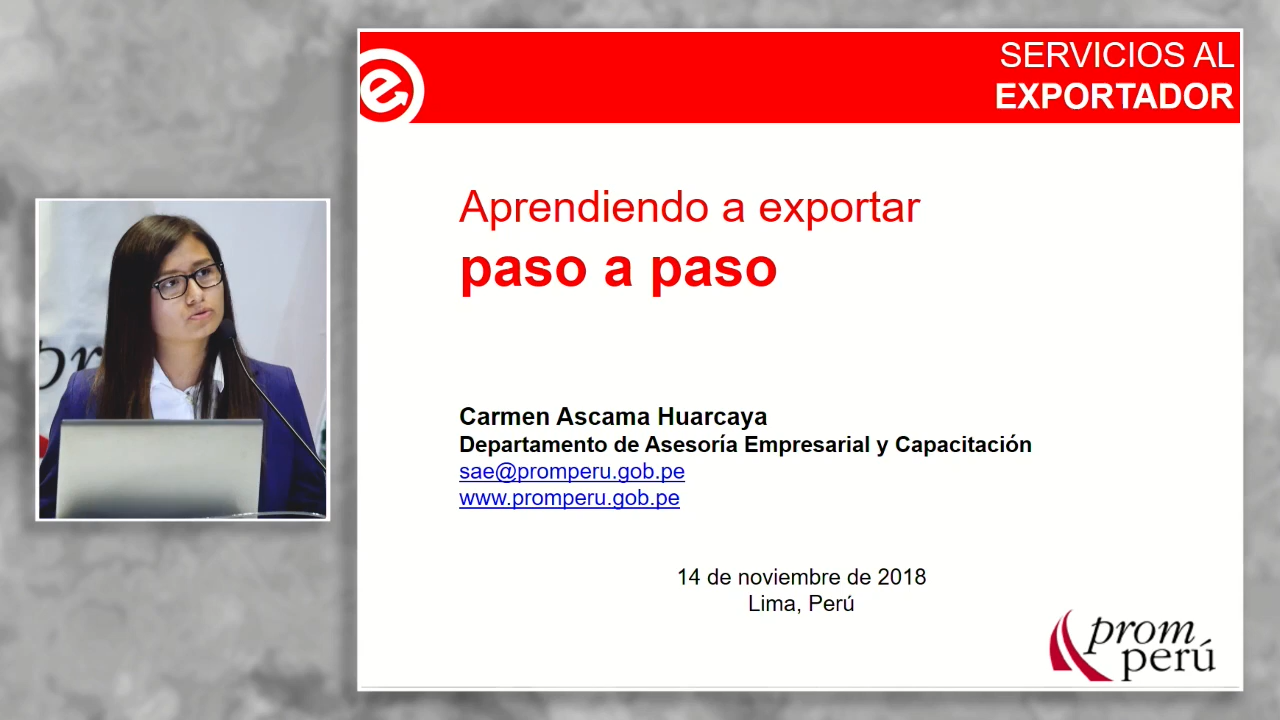 SERVICIOS AL
EXPORTADOR
Aprendiendo a exportar
paso a paso
Carmen Ascama Huarcaya
Departamento de Asesoría Empresarial y Capacitación
sae@promperu.gob.pe
www.promperu.gob.pe
14 de noviembre de 2018
Lima, Perú
prom
perú
pr